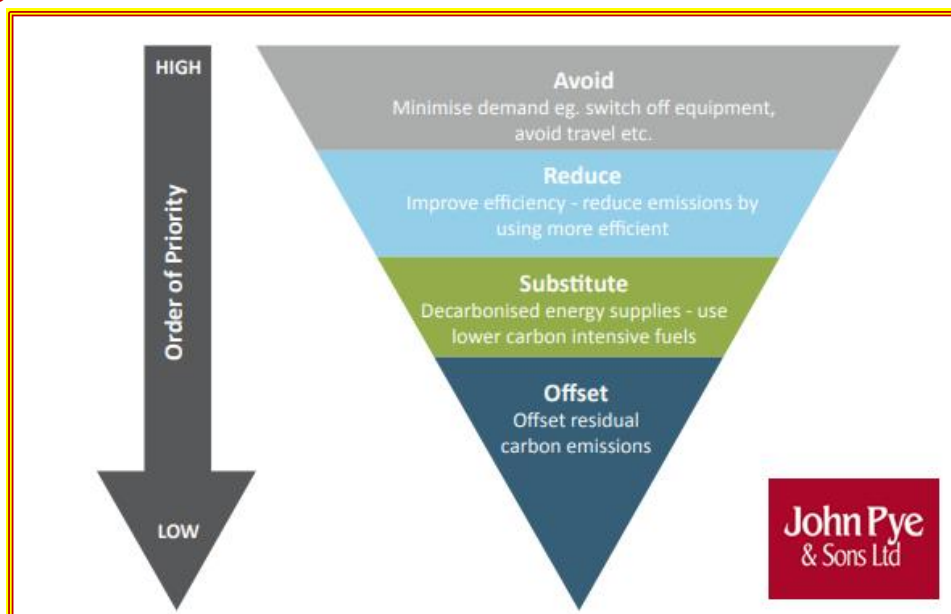 HIGH
Order of Priority
LOW
Avoid
Minimise demand eg. switch off equipment,
avoid travel etc.
Reduce
Improve efficiency - reduce emissions by
using more efficient
Substitute
Decarbonised energy supplies - use
lower carbon intensive fuels
Offset
Offset residual
carbon emissions
John Pye
& Sons Ltd